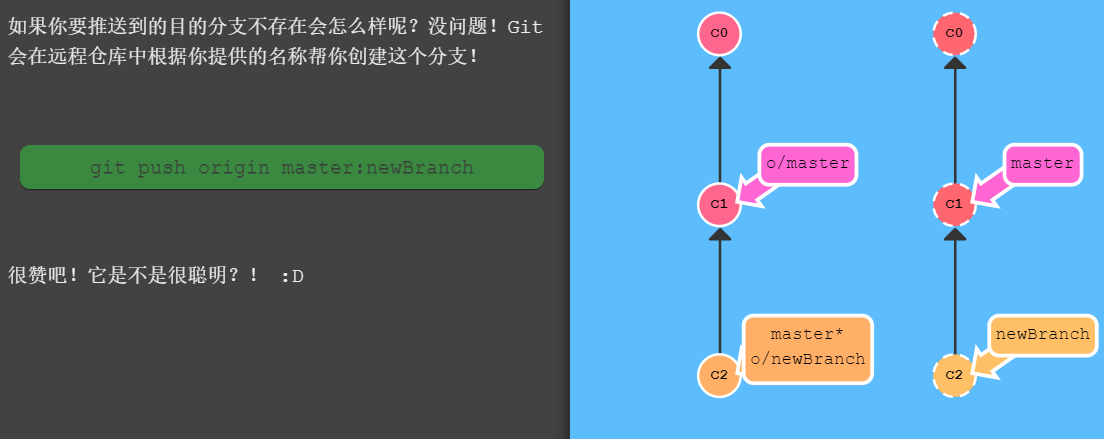 如果你要推送到的目的分支不存在会怎么样呢？没问题！Git
会在远程仓库中根据你提供的名称帮你创建这个分支！
git push origin master:newBranch
很赞吧！它是不是很聪明？！ :D
c0
c0
o/master
master
c1
c1
master*
o/newBranch
newBranch
c2
c2